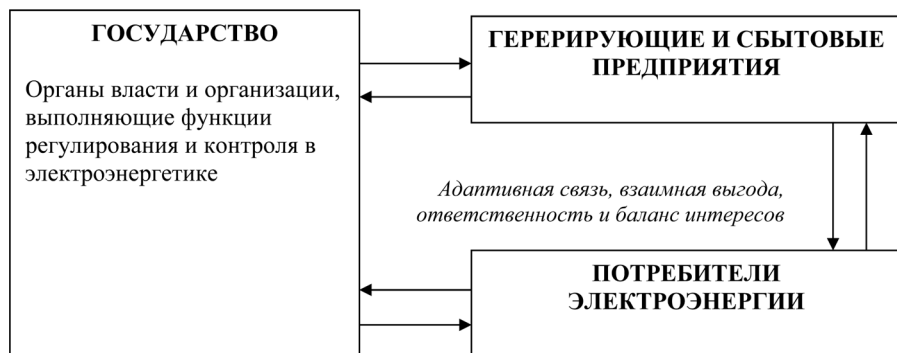 ГОСУДАРСТВО
Органы власти и организации,
выполняющие функции
регулирования и контроля в
электроэнергетике
ГЕРЕРИРУЮЩИЕ И СБЫТОВЫЕ
ПРЕДПРИЯТИЯ
Адаптивная связь, взаимная выгода,
ответственность и баланс интересов
ПОТРЕБИТЕЛИ
ЭЛЕКТРОЭНЕРГИИ